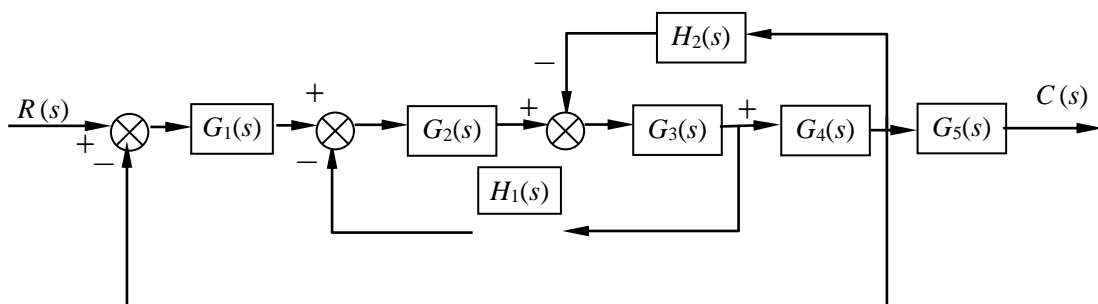 H₂(s)
−
R(s)
+
−
G₁(s)
+
−
G₂(s)
+
G₃(s)
+
G₄(s)
G₅(s)
C(s)
H₁(s)